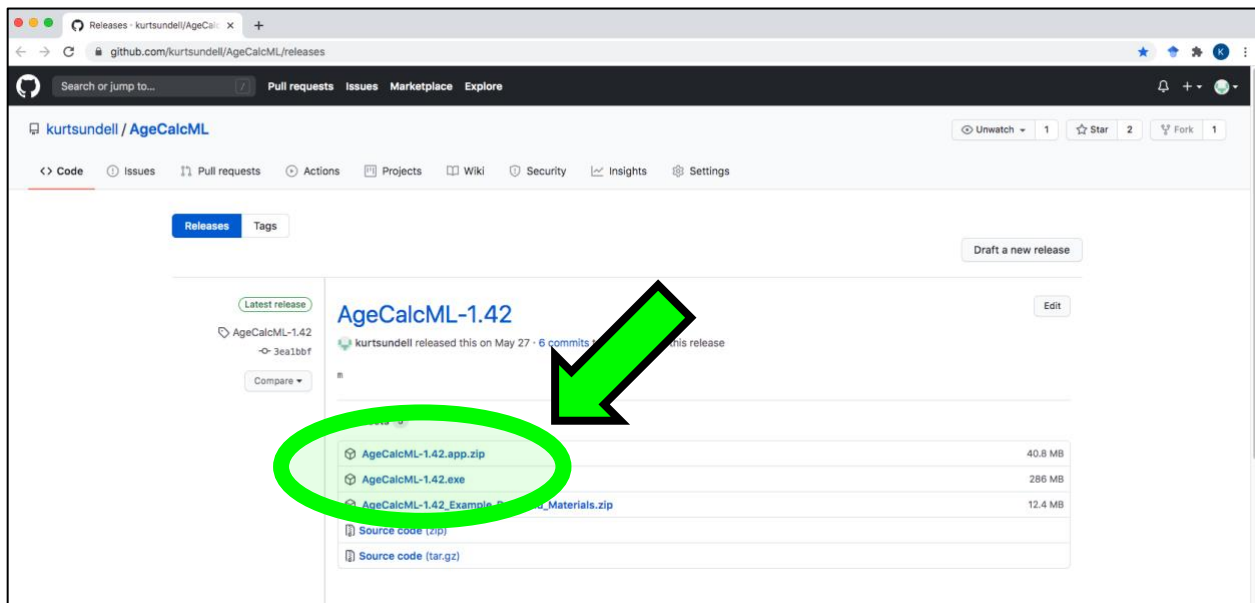 Releases · kurtsundell/AgeCalc
github.com/kurtsundell/AgeCalcML/releases
K
Search or jump to... / Pull requests Issues Marketplace Explore
kurtsundell / AgeCalcML
Unwatch 1 Star 2 Fork 1
<> Code Issues Pull requests Actions Projects Wiki Security Insights Settings
Releases Tags
Draft a new release
Latest release
AgeCalcML-1.42
3ea1bbf
Compare
AgeCalcML-1.42
Edit
kurtsundell released this on May 27 · 6 commits this release
m
AgeCalcML-1.42.app.zip 40.8 MB
AgeCalcML-1.42.exe 286 MB
AgeCalcML-1.42_Example Materials.zip 12.4 MB
Source code (zip)
Source code (tar.gz)